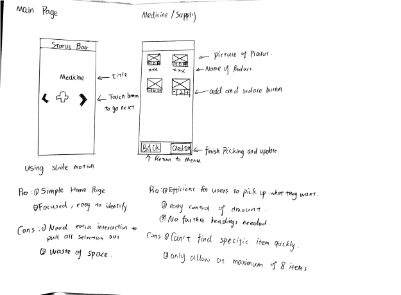 Main Page
Medicine/Supply
Status Bar
Medicine
← Title
← Touch button
to go next
using slide motion
Pro: ① Simple Home Page
② Focused, easy to identify
Cons: ① Need extra interaction to
pull all selection out
② Waste of space.
← picture of Product.
← Name of Product
← add and reduce button
Back
← finish Picking and update
↑ Return to Menu
Pro: ① Efficient for users to pick up what they want.
② easy control of amount.
③ No further headings needed
Cons ① Can't find specific item quickly.
② only allow at maximum of 8 items